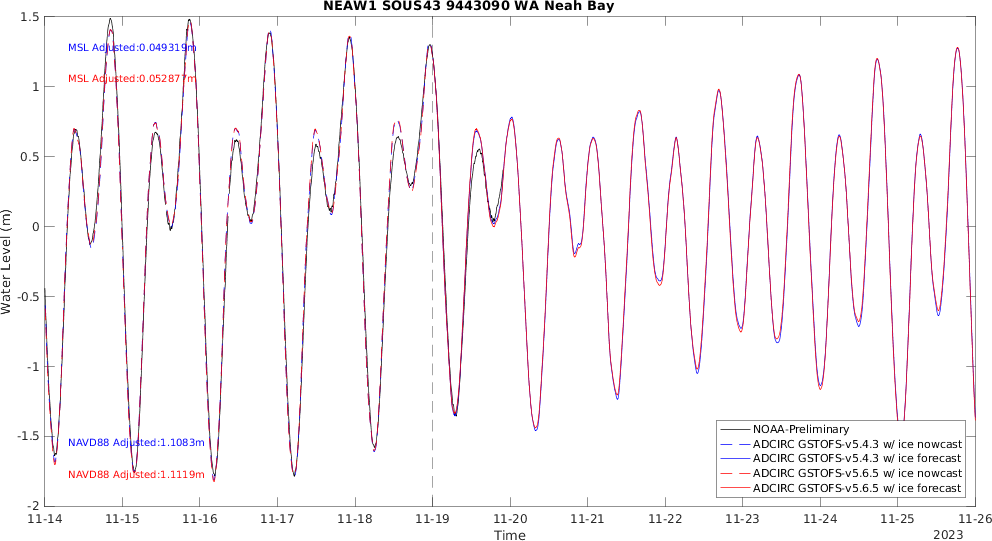 NEAW1 SOUS43 9443090 WA Neah Bay
Water Level (m)
1.5
1
0.5
0
-0.5
-1
-1.5
-2
MSL Adjusted:0.049319m
MSL Adjusted:0.052877m
NAVD88 Adjusted:1.1083m
NAVD88 Adjusted:1.1119m
NOAA-Preliminary
ADCIRC GSTOFS-v5.4.3 w/ ice nowcast
ADCIRC GSTOFS-v5.4.3 w/ ice forecast
ADCIRC GSTOFS-v5.6.5 w/ ice nowcast
ADCIRC GSTOFS-v5.6.5 w/ ice forecast
11-14 11-15 11-16 11-17 11-18 11-19 11-20 11-21 11-22 11-23 11-24 11-25 11-26
Time
2023